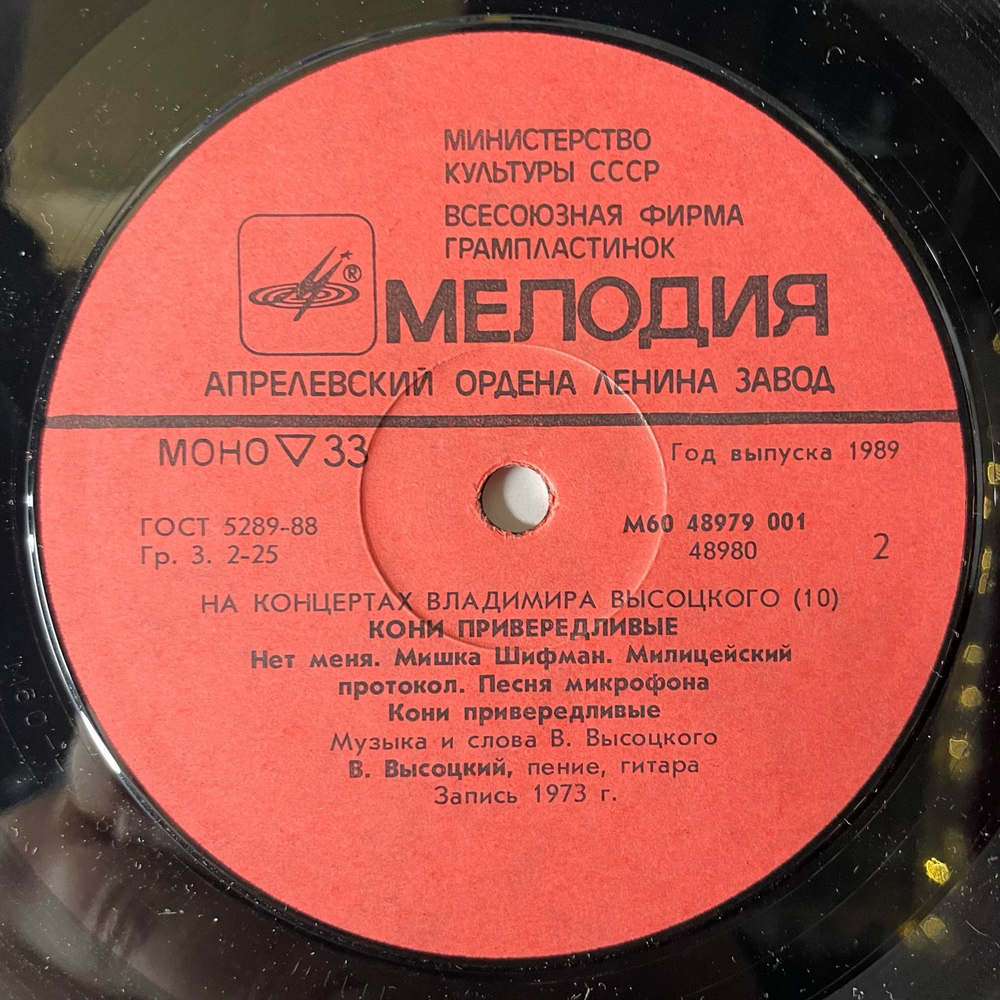 МИНИСТЕРСТВО
КУЛЬТУРЫ СССР
ВСЕСОЮЗНАЯ ФИРМА
ГРАМПЛАСТИНОК
®
МЕЛОДИЯ
АПРЕЛЕВСКИЙ ОРДЕНА ЛЕНИНА ЗАВОД
МОНО ▽ 33
Год выпуска 1989
ГОСТ 5289-88
Гр. 3. 2-25
М60 48979 001
48980
2
НА КОНЦЕРТАХ ВЛАДИМИРА ВЫСОЦКОГО (10)
КОНИ ПРИВЕРЕДЛИВЫЕ
Нет меня. Мишка Шифман. Милицейский
протокол. Песня микрофона
Кони привередливые
Музыка и слова В. Высоцкого
В. Высоцкий, пение, гитара
Запись 1973 г.